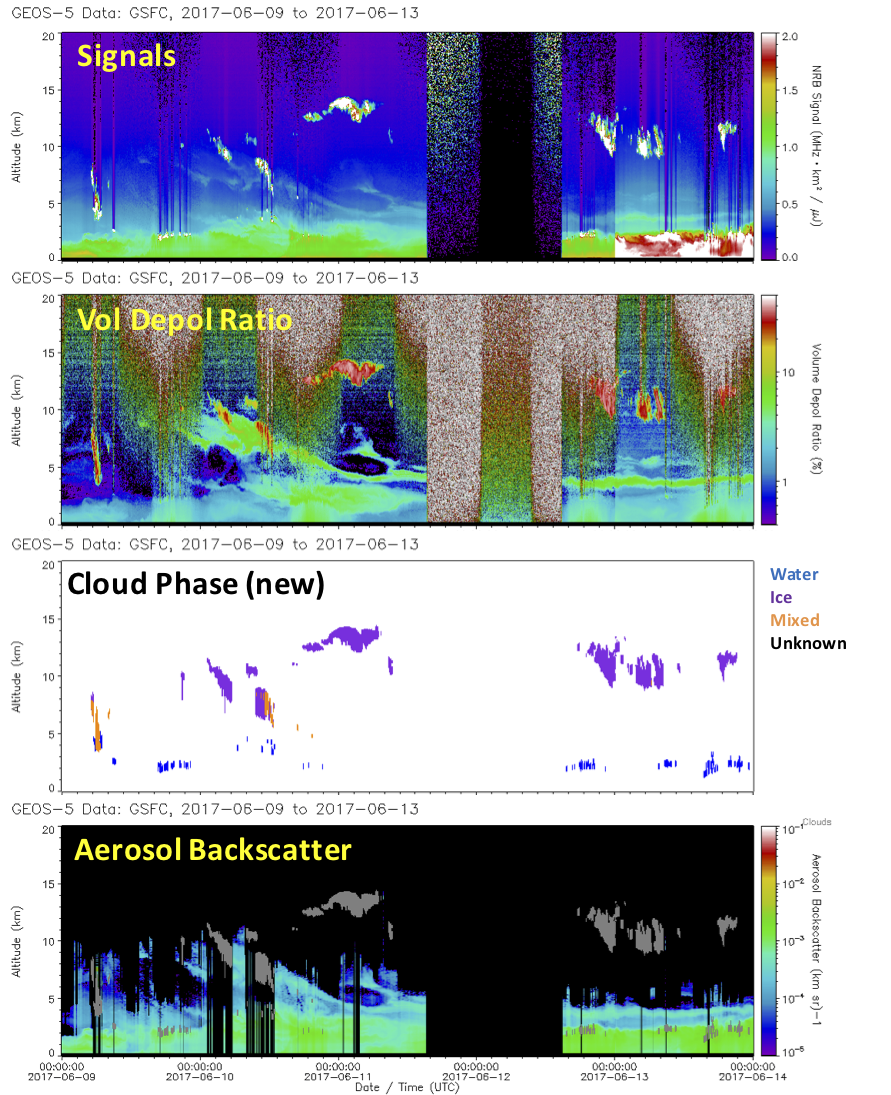 GEOS-5 Data: GSFC, 2017-06-09 to 2017-06-13
Signals
20
15
10
5
0
Altitude (km)
2.0
1.5
1.0
0.5
0.0
NRB Signal (MHz • km² / μJ)
GEOS-5 Data: GSFC, 2017-06-09 to 2017-06-13
Vol Depol Ratio
20
15
10
5
0
Altitude (km)
10
1
Volume Depol Ratio (%)
GEOS-5 Data: GSFC, 2017-06-09 to 2017-06-13
Cloud Phase (new)
20
15
10
5
0
Altitude (km)
Water
Ice
Mixed
Unknown
GEOS-5 Data: GSFC, 2017-06-09 to 2017-06-13
Aerosol Backscatter
20
15
10
5
0
Altitude (km)
Clouds
10⁻¹
10⁻²
10⁻³
10⁻⁴
10⁻⁵
Aerosol Backscatter (km sr)-1
00:00:00 00:00:00 00:00:00 00:00:00 00:00:00 00:00:00
2017-06-09 2017-06-10 2017-06-11 2017-06-12 2017-06-13 2017-06-14
Date / Time (UTC)